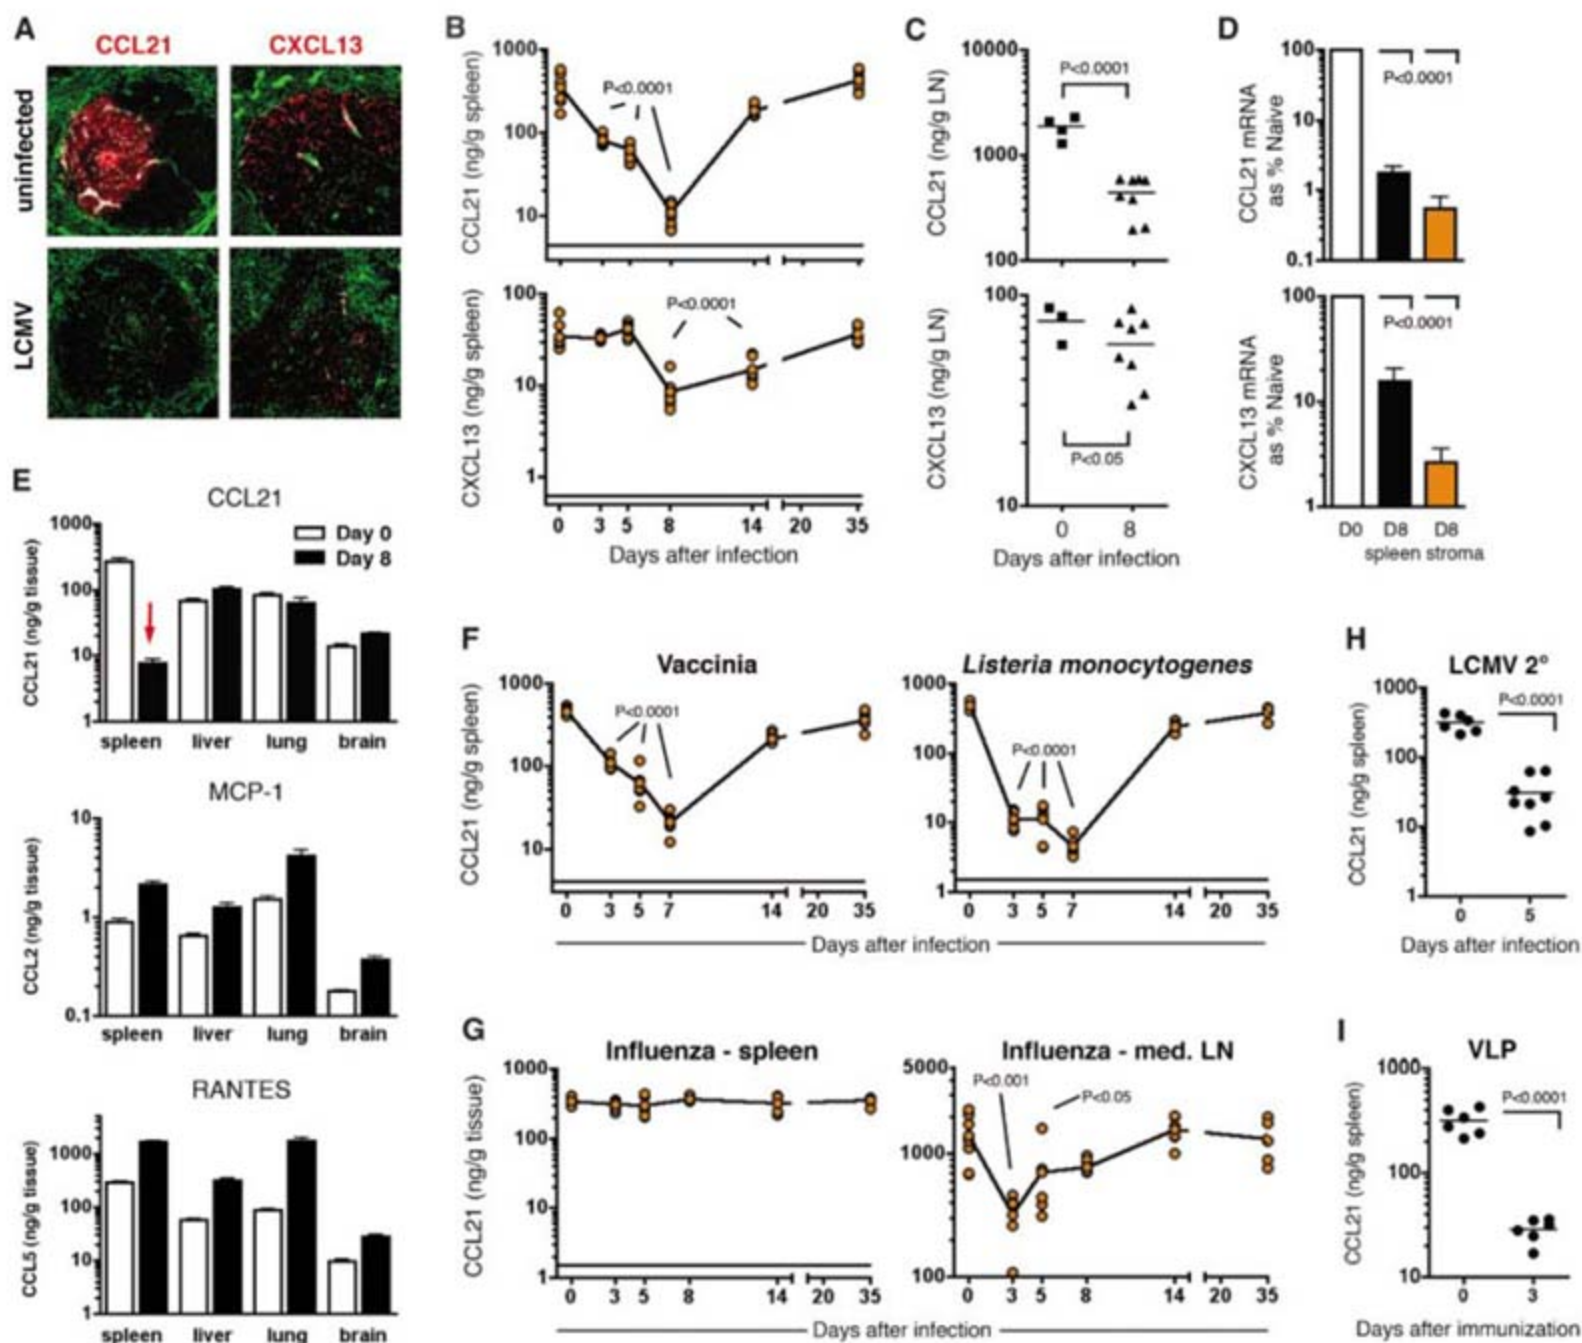 A
CCL21 CXCL13
uninfected
LCMV
B
CCL21 (ng/g spleen)
1000
100
10
P<0.0001
CXCL13 (ng/g spleen)
100
10
1
P<0.0001
0 3 5 8 14 20 35
Days after infection
C
CCL21 (ng/g LN)
10000
1000
100
P<0.0001
CXCL13 (ng/g LN)
100
10
P<0.05
0 8
Days after infection
D
CCL21 mRNA
as % Naive
100
10
1
0.1
P<0.0001
CXCL13 mRNA
as % Naive
100
10
1
P<0.0001
D0 D8 D8
spleen stroma
E
CCL21
CCL21 (ng/g tissue)
1000
100
10
1
Day 0
Day 8
spleen liver lung brain
MCP-1
CCL2 (ng/g tissue)
10
1
0.1
spleen liver lung brain
RANTES
CCL5 (ng/g tissue)
1000
100
10
1
spleen liver lung brain
F
Vaccinia
CCL21 (ng/g spleen)
1000
100
10
P<0.0001
0 3 5 7 14 20 35
Listeria monocytogenes
1000
100
10
1
P<0.0001
0 3 5 7 14 20 35
Days after infection
G
Influenza - spleen
CCL21 (ng/g tissue)
1000
100
10
1
0 3 5 8 14 20 35
Influenza - med. LN
5000
1000
100
P<0.001
P<0.05
0 3 5 8 14 20 35
Days after infection
H
LCMV 2°
CCL21 (ng/g spleen)
1000
100
10
1
P<0.0001
0 5
Days after infection
I
VLP
CCL21 (ng/g spleen)
1000
100
10
P<0.0001
0 3
Days after immunization